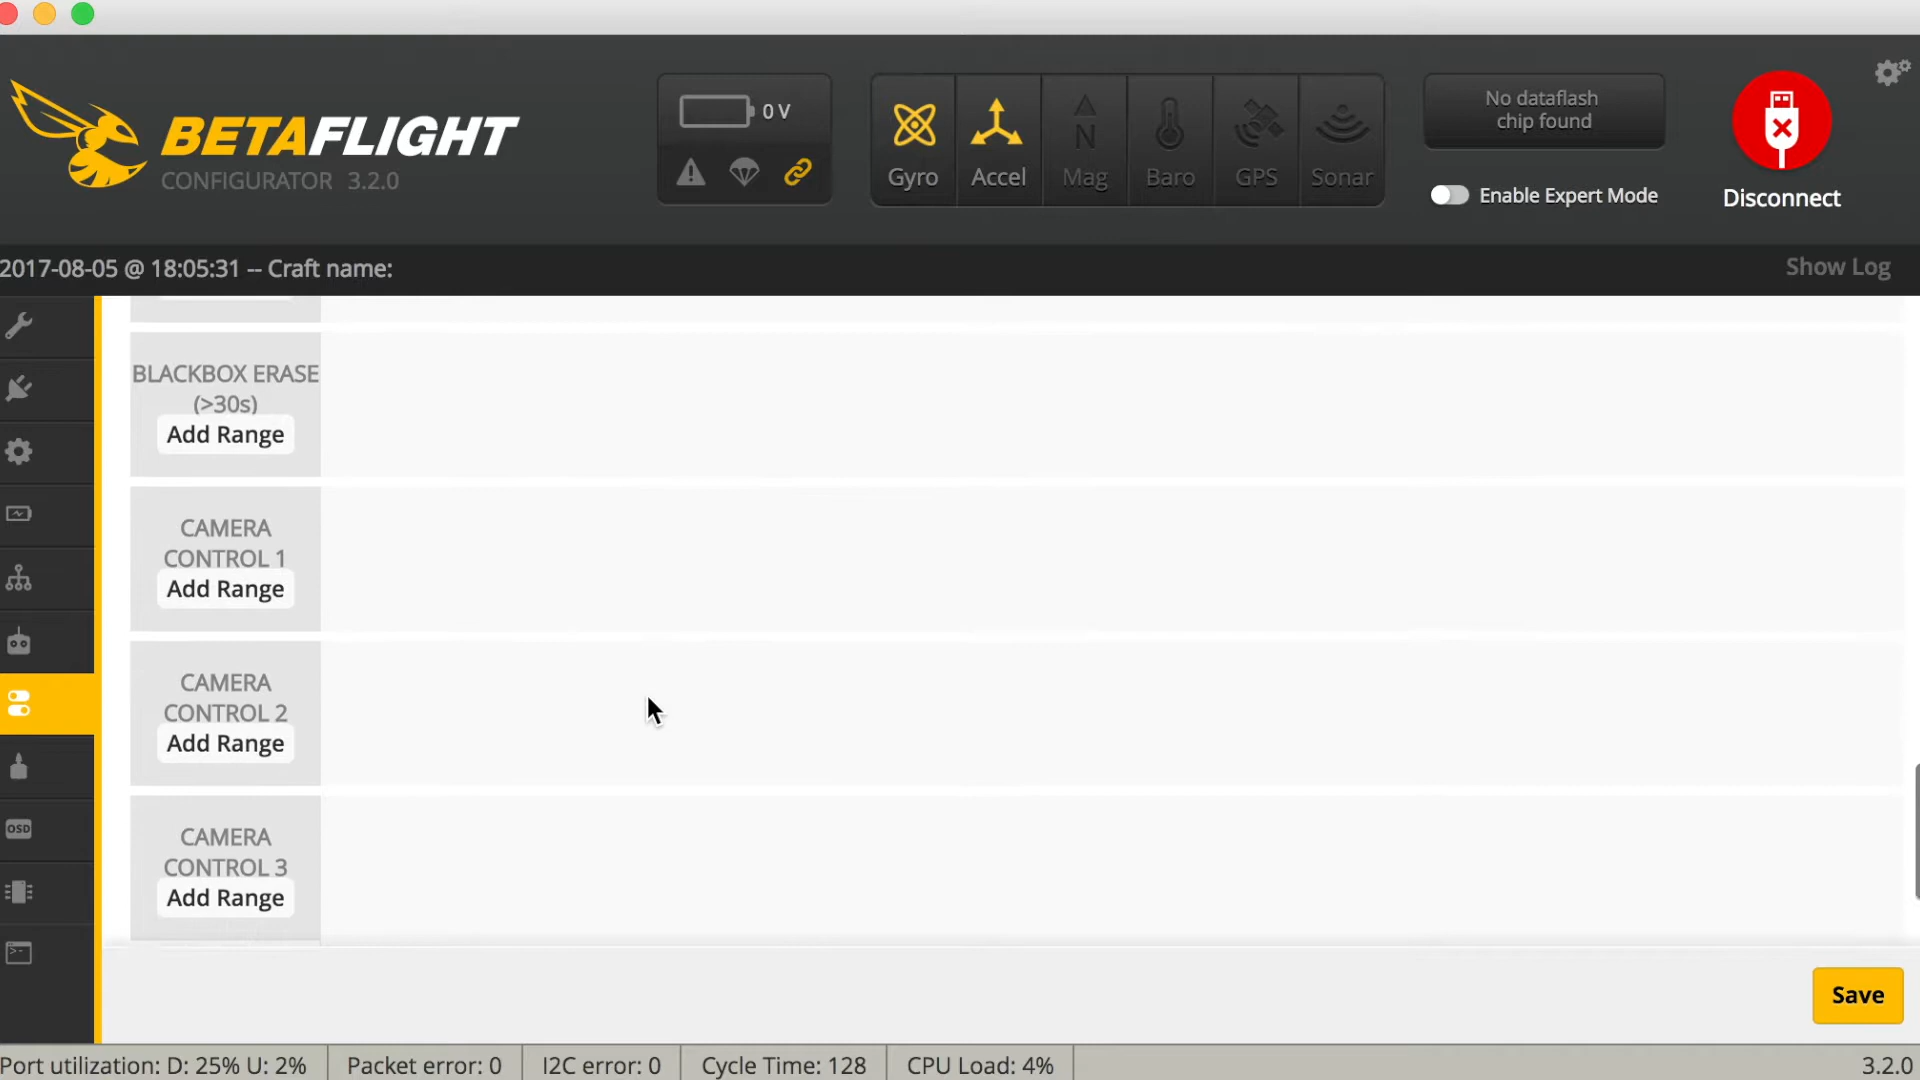 BETAFLIGHT
CONFIGURATOR 3.2.0
0 V
Gyro
Accel
N
Mag
Baro
GPS
Sonar
No dataflash
chip found
Enable Expert Mode
Disconnect
2017-08-05 @ 18:05:31 -- Craft name:
Show Log
BLACKBOX ERASE
(>30s)
Add Range
CAMERA
CONTROL 1
Add Range
CAMERA
CONTROL 2
Add Range
CAMERA
CONTROL 3
Add Range
OSD
Save
Port utilization: D: 25% U: 2%
Packet error: 0
I2C error: 0
Cycle Time: 128
CPU Load: 4%
3.2.0